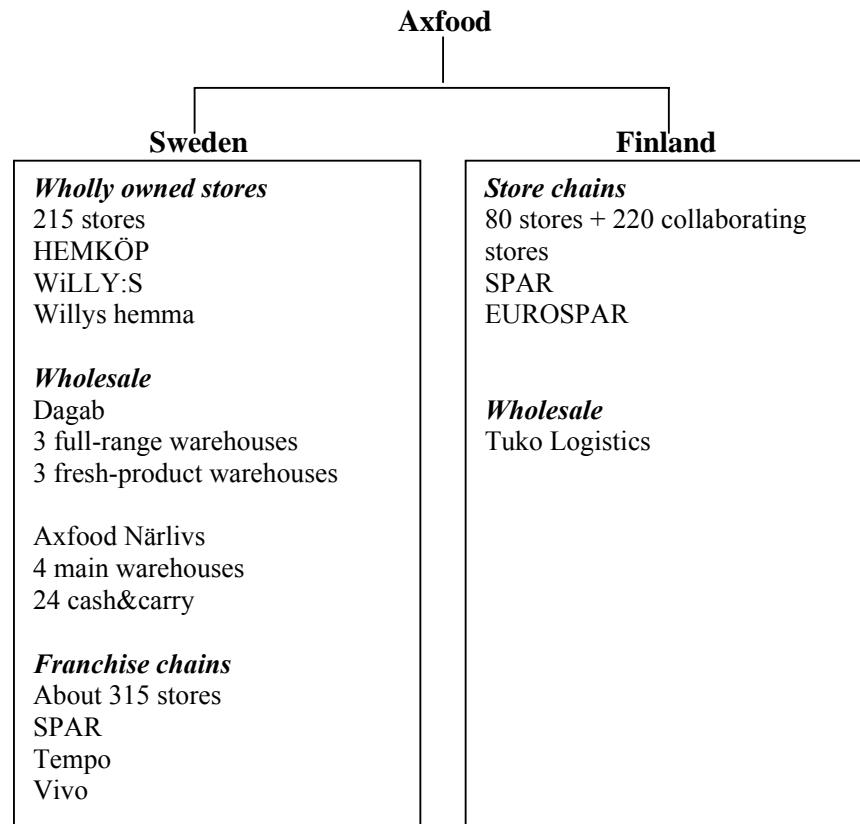 Axfood
Sweden
Wholly owned stores
215 stores
HEMKÖP
WiLLY:S
Willys hemma
Wholesale
Dagab
3 full-range warehouses
3 fresh-product warehouses
Axfood Närlivs
4 main warehouses
24 cash&carry
Franchise chains
About 315 stores
SPAR
Tempo
Vivo
Finland
Store chains
80 stores + 220 collaborating
stores
SPAR
EUROSPAR
Wholesale
Tuko Logistics